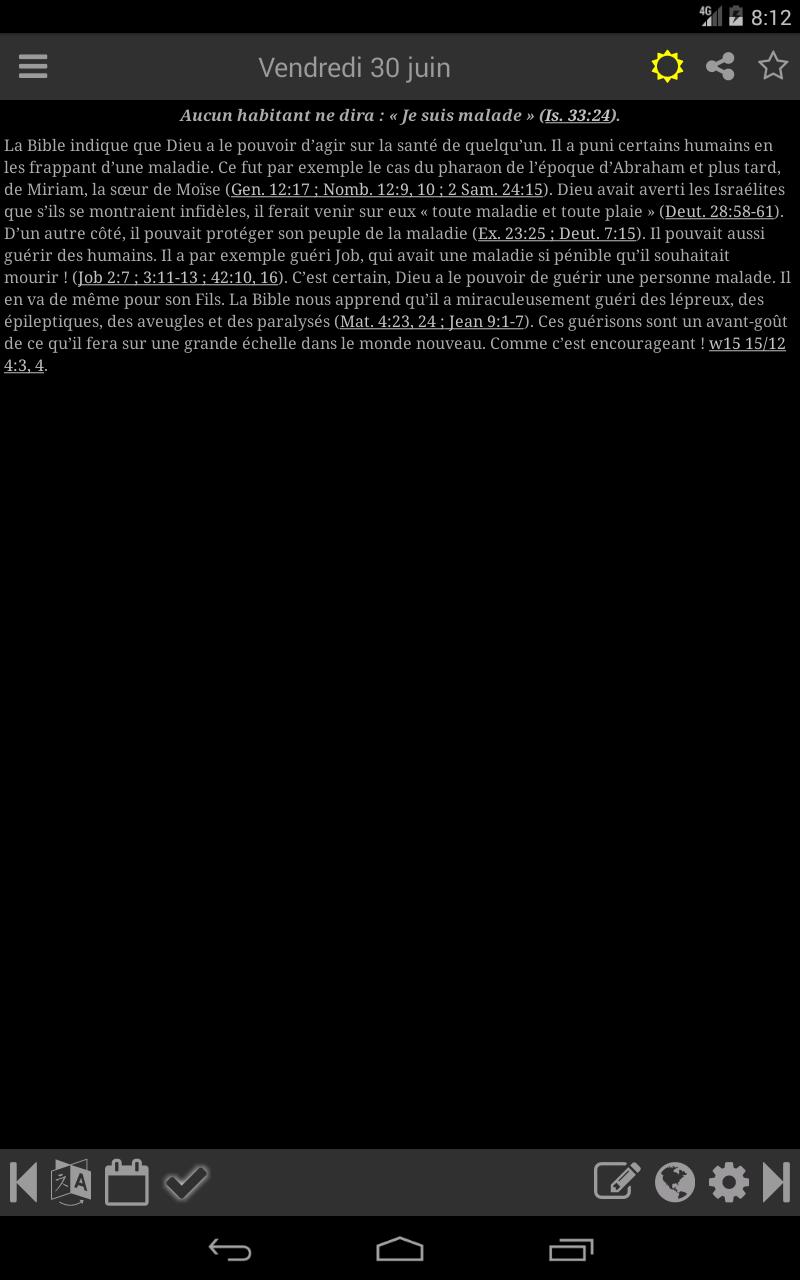 4G 8:12
Vendredi 30 juin
Aucun habitant ne dira : « Je suis malade » (Is. 33:24).
La Bible indique que Dieu a le pouvoir d’agir sur la santé de quelqu’un. Il a puni certains humains en
les frappant d’une maladie. Ce fut par exemple le cas du pharaon de l’époque d’Abraham et plus tard,
de Miriam, la sœur de Moïse (Gen. 12:17 ; Nomb. 12:9, 10 ; 2 Sam. 24:15). Dieu avait averti les Israélites
que s’ils se montraient infidèles, il ferait venir sur eux « toute maladie et toute plaie » (Deut. 28:58-61).
D’un autre côté, il pouvait protéger son peuple de la maladie (Ex. 23:25 ; Deut. 7:15). Il pouvait aussi
guérir des humains. Il a par exemple guéri Job, qui avait une maladie si pénible qu’il souhaitait
mourir ! (Job 2:7 ; 3:11-13 ; 42:10, 16). C’est certain, Dieu a le pouvoir de guérir une personne malade. Il
en va de même pour son Fils. La Bible nous apprend qu’il a miraculeusement guéri des lépreux, des
épileptiques, des aveugles et des paralysés (Mat. 4:23, 24 ; Jean 9:1-7). Ces guérisons sont un avant-goût
de ce qu’il fera sur une grande échelle dans le monde nouveau. Comme c’est encourageant ! w15 15/12
4:3, 4.
A